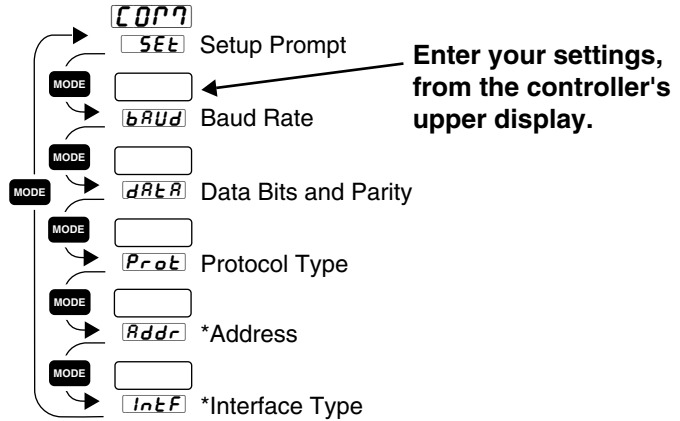 COM
SEt Setup Prompt
Enter your settings,
from the controller's
upper display.
MODE
bAUd Baud Rate
MODE
dAtA Data Bits and Parity
MODE
MODE
Prot Protocol Type
MODE
Addr *Address
MODE
IntF *Interface Type